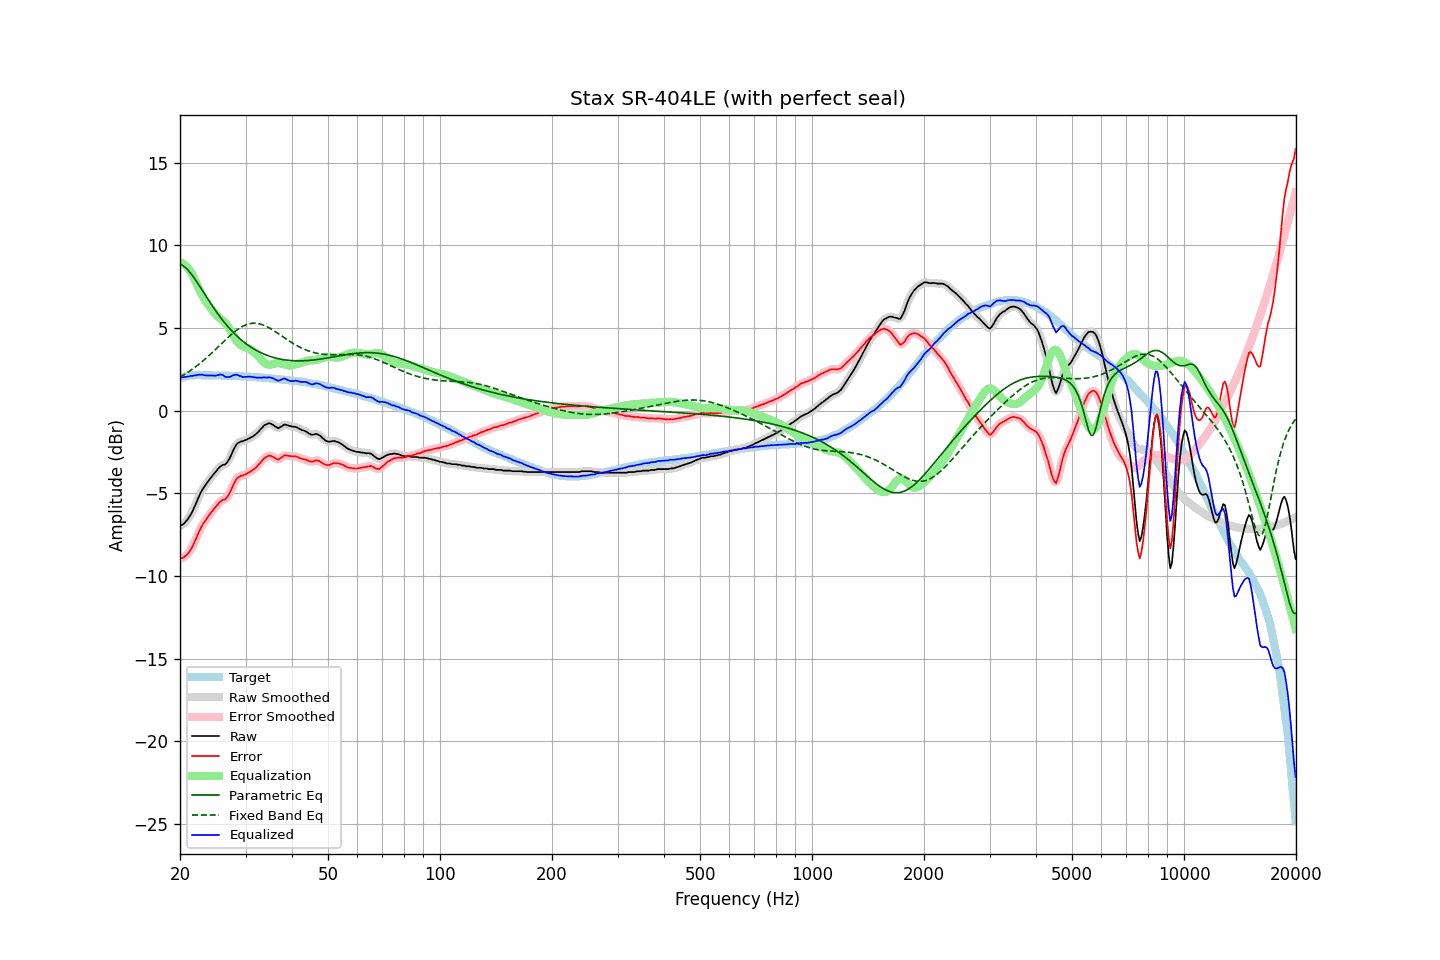 Stax SR-404LE (with perfect seal)
Amplitude (dBr)
15
10
5
0
−5
−10
−15
−20
−25
Target
Raw Smoothed
Error Smoothed
Raw
Error
Equalization
Parametric Eq
Fixed Band Eq
Equalized
20 50 100 200 500 1000 2000 5000 10000 20000
Frequency (Hz)